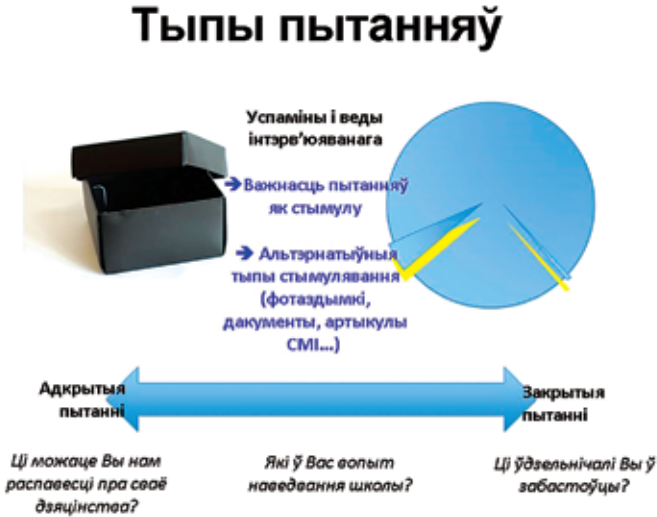 Тыпы пытанняў
Успаміны і веды
інтэрв’юяванага
➔Важнасць пытанняў
як стымулу
➔ Альтэрнатыўныя
тыпы стымулявання
(фотаздымкі,
дакументы, артыкулы
СМІ...)
Адкрытыя
пытанні
Закрытыя
пытанні
Ці можаце Вы нам
распавесці пра сваё
дзяцінства?
Які ў Вас вопыт
наведвання школы?
Ці ўдзельнічалі Вы ў
забастоўцы?